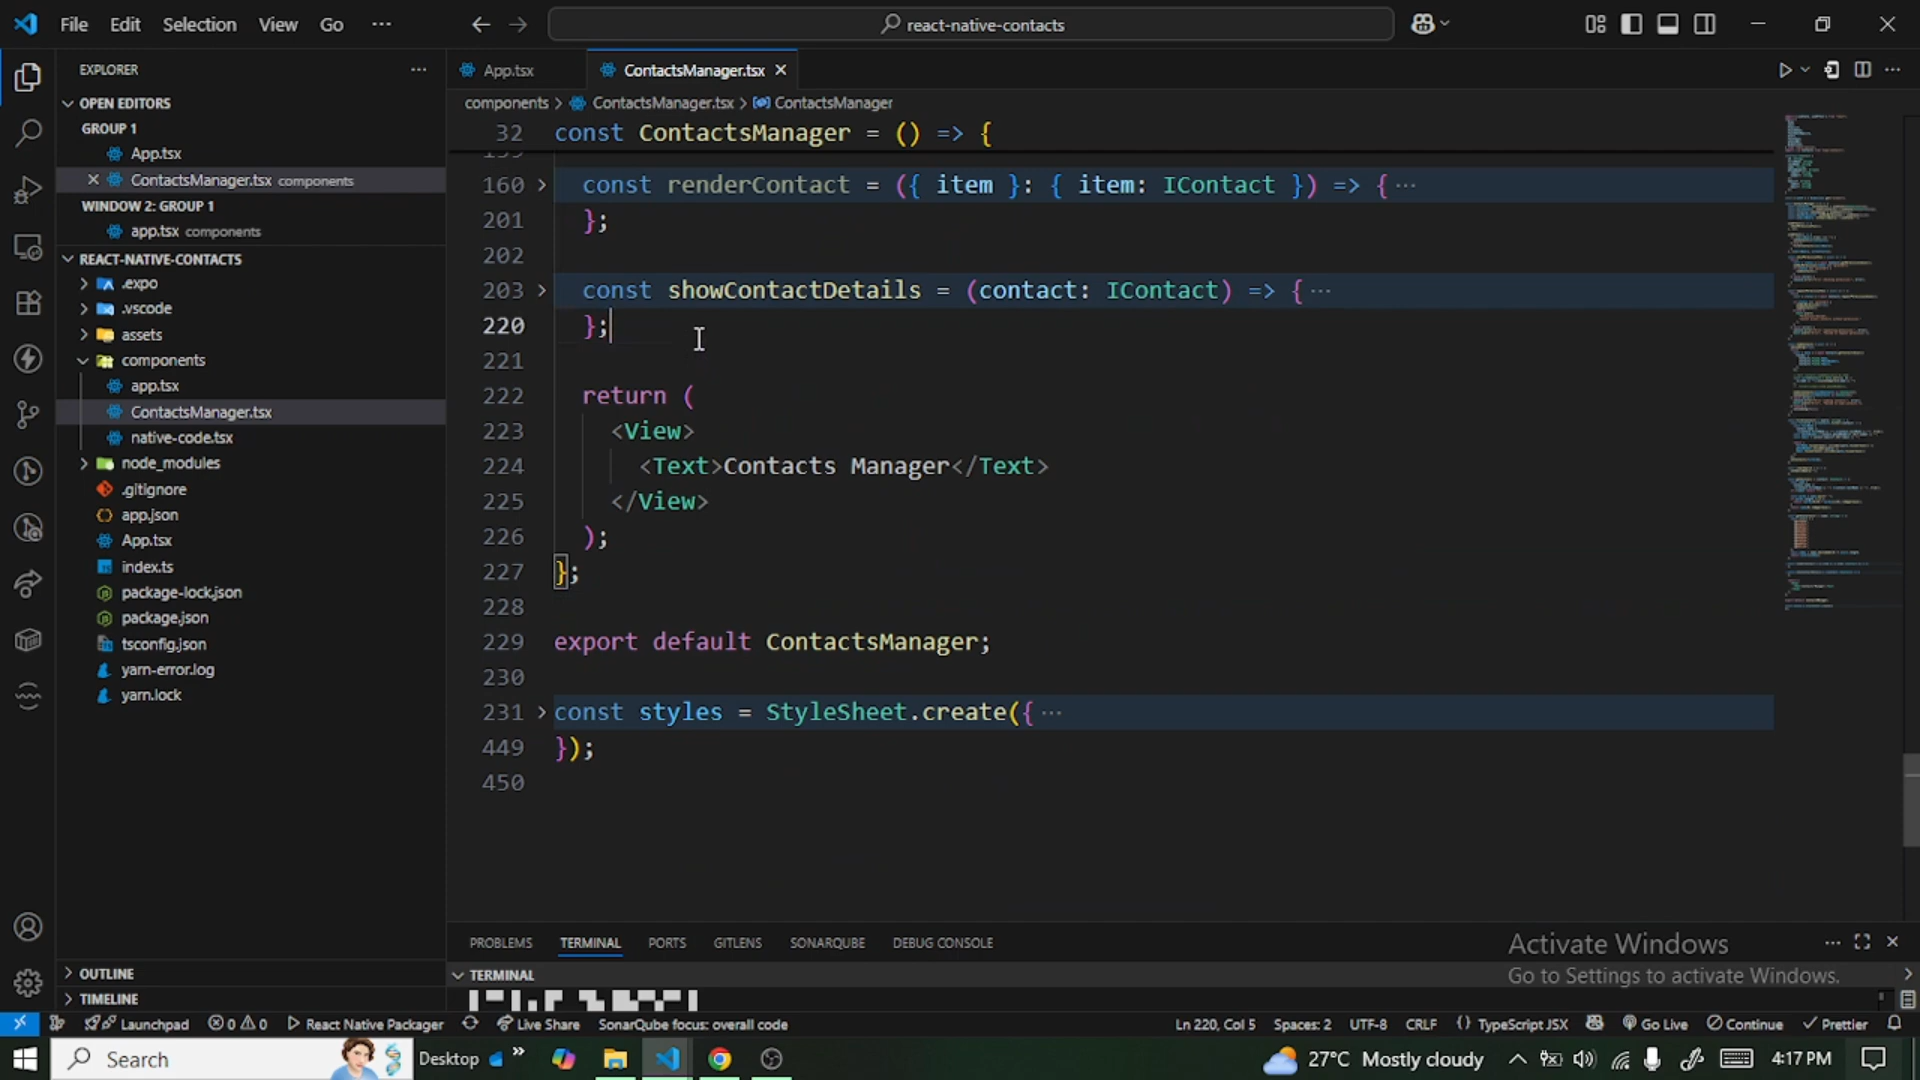 File Edit Selection View Go ··· react-native-contacts
EXPLORER
OPEN EDITORS
GROUP 1
App.tsx
ContactsManager.tsx components
WINDOW 2: GROUP 1
app.tsx components
REACT-NATIVE-CONTACTS
.expo
.vscode
assets
components
app.tsx
ContactsManager.tsx
native-code.tsx
node_modules
.gitignore
app.json
App.tsx
index.ts
package-lock.json
package.json
tsconfig.json
yarn-error.log
yarn.lock
OUTLINE
TIMELINE
App.tsx ContactsManager.tsx
components > ContactsManager.tsx > ContactsManager
32 const ContactsManager = () => {
160 const renderContact = ({ item }: { item: IContact }) => {···
201 };
202
203 const showContactDetails = (contact: IContact) => {···
220 };
221
222 return (
223 <View>
224 <Text>Contacts Manager</Text>
225 </View>
226 );
227 };
228
229 export default ContactsManager;
230
231 const styles = StyleSheet.create({···
449 });
450
PROBLEMS TERMINAL PORTS GITLENS SONARQUBE DEBUG CONSOLE
TERMINAL
Activate Windows
Go to Settings to activate Windows.
Launchpad 0 0 React Native Packager Live Share SonarQube focus: overall code Ln 220, Col 5 Spaces: 2 UTF-8 CRLF {} TypeScript JSX Go Live Continue Prettier
Search Desktop 27°C Mostly cloudy 4:17 PM